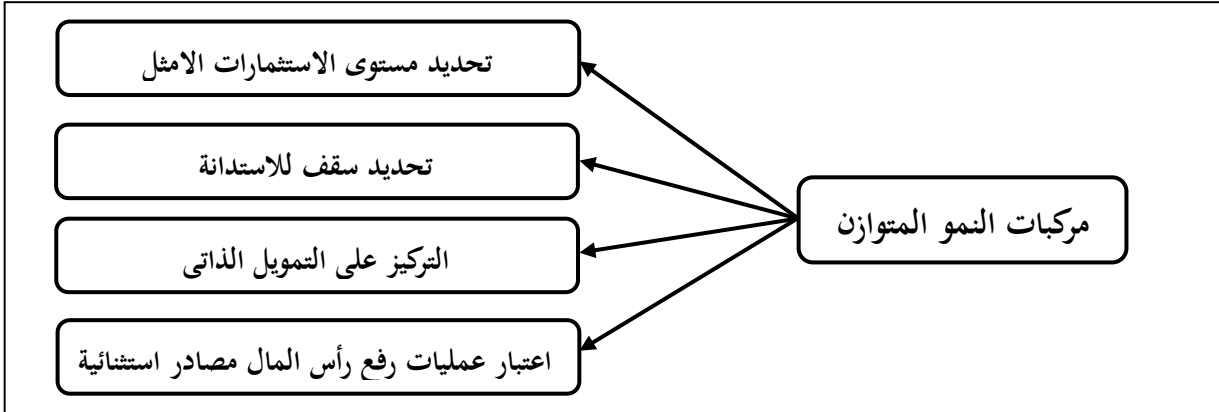 مركبات النمو المتوازن
تحديد مستوى الاستثمارات الامثل
تحديد سقف للاستدانة
التركيز على التمويل الذاتى
اعتبار عمليات رفع رأس المال مصادر استثنائية